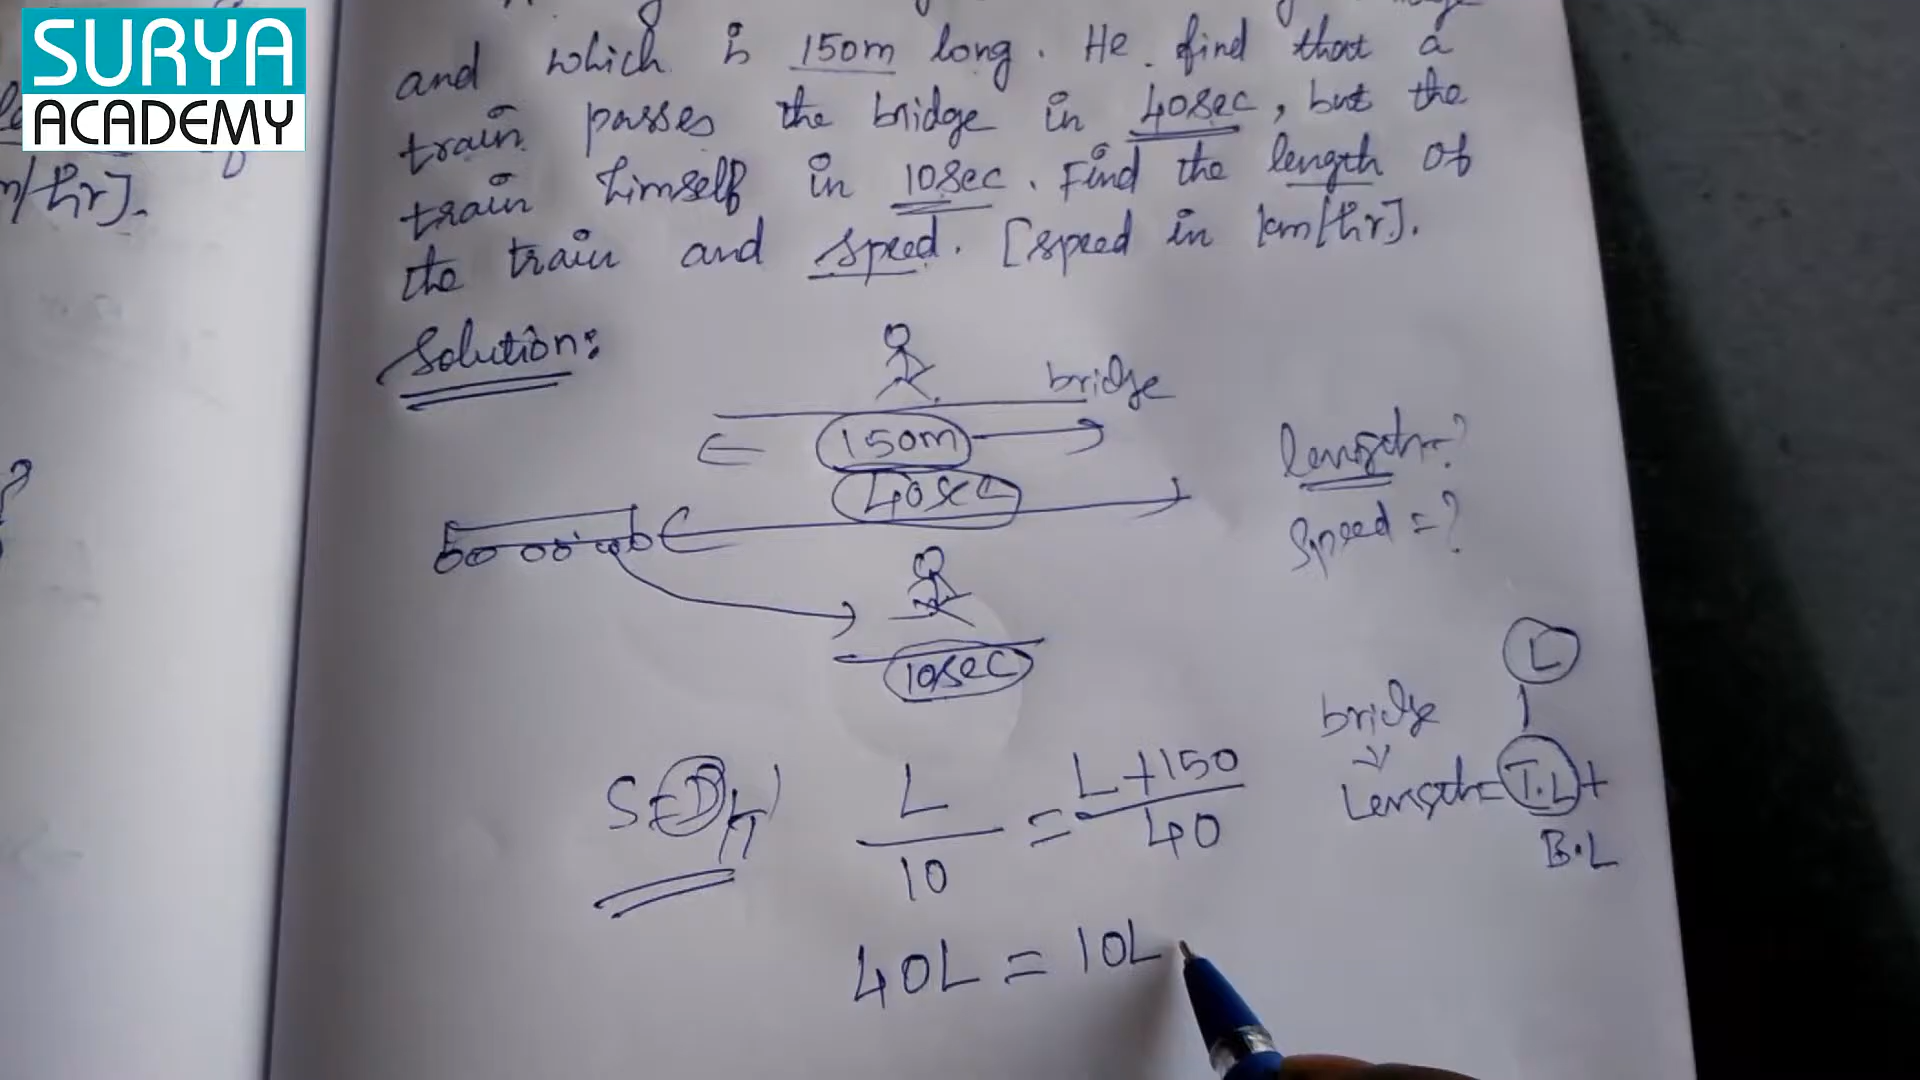 SURYA
ACADEMY
m/hr].
?
and which is 150m long. He find that a
train passes the bridge in 40sec, but the
train himself in 10sec. Find the length of
the train and speed. [speed in km/hr].
Solution:
bridge
150m
40sec
length=?
Speed=?
10sec
L
bridge
Length=T.L+
B.L
S=D/T
L/10 = L+150/40
40L = 10L